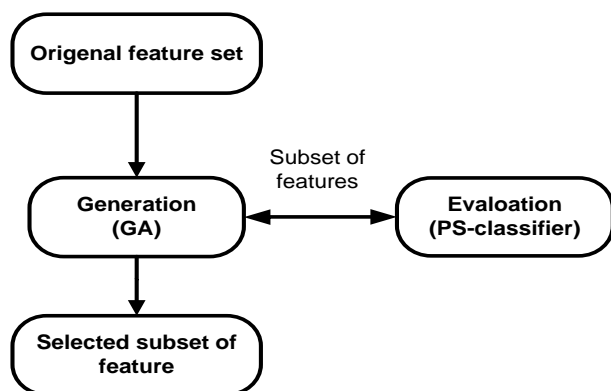 Origenal feature set
Subset of
features
Generation
(GA)
Evaloation
(PS-classifier)
Selected subset of
feature